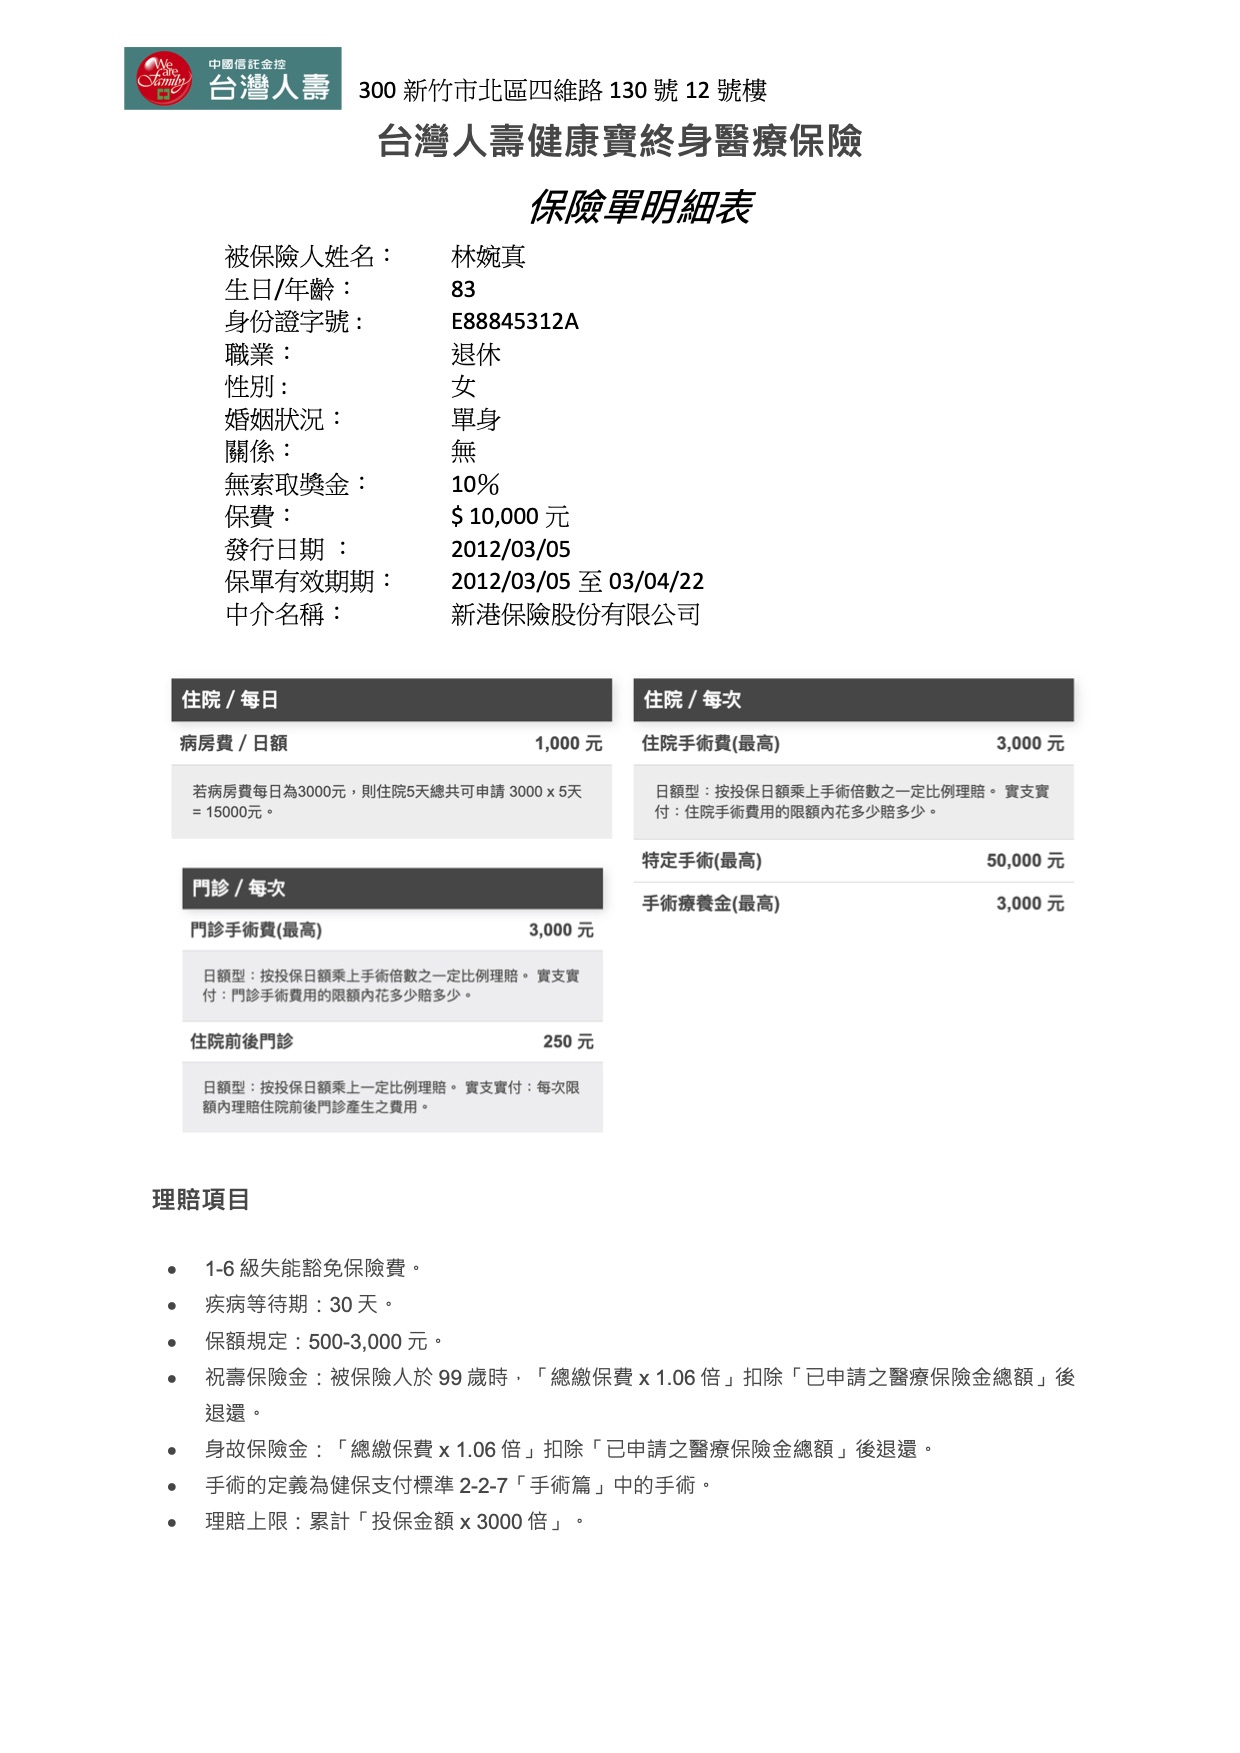 We are Family
中國信託金控
台灣人壽
300 新竹市北區四維路 130 號 12 號樓
台灣人壽健康寶終身醫療保險
保險單明細表
被保險人姓名： 林婉真
生日/年齡： 83
身份證字號 : E88845312A
職業： 退休
性別 : 女
婚姻狀況： 單身
關係： 無
無索取獎金： 10%
保費： $ 10,000 元
發行日期 ： 2012/03/05
保單有效期期： 2012/03/05 至 03/04/22
中介名稱： 新港保險股份有限公司
住院 / 每日
病房費 / 日額 1,000 元
若病房費每日為3000元，則住院5天總共可申請 3000 x 5天
= 15000元。
門診 / 每次
門診手術費(最高) 3,000 元
日額型：按投保日額乘上手術倍數之一定比例理賠。 實支實
付：門診手術費用的限額內花多少賠多少。
住院前後門診 250 元
日額型：按投保日額乘上一定比例理賠。 實支實付：每次限
額內理賠住院前後門診產生之費用。
住院 / 每次
住院手術費(最高) 3,000 元
日額型：按投保日額乘上手術倍數之一定比例理賠。 實支實
付：住院手術費用的限額內花多少賠多少。
特定手術(最高) 50,000 元
手術療養金(最高) 3,000 元
理賠項目
• 1-6 級失能豁免保險費。
• 疾病等待期：30 天。
• 保額規定：500-3,000 元。
• 祝壽保險金：被保險人於 99 歲時，「總繳保費 x 1.06 倍」扣除「已申請之醫療保險金總額」後
退還。
• 身故保險金：「總繳保費 x 1.06 倍」扣除「已申請之醫療保險金總額」後退還。
• 手術的定義為健保支付標準 2-2-7「手術篇」中的手術。
• 理賠上限：累計「投保金額 x 3000 倍」。